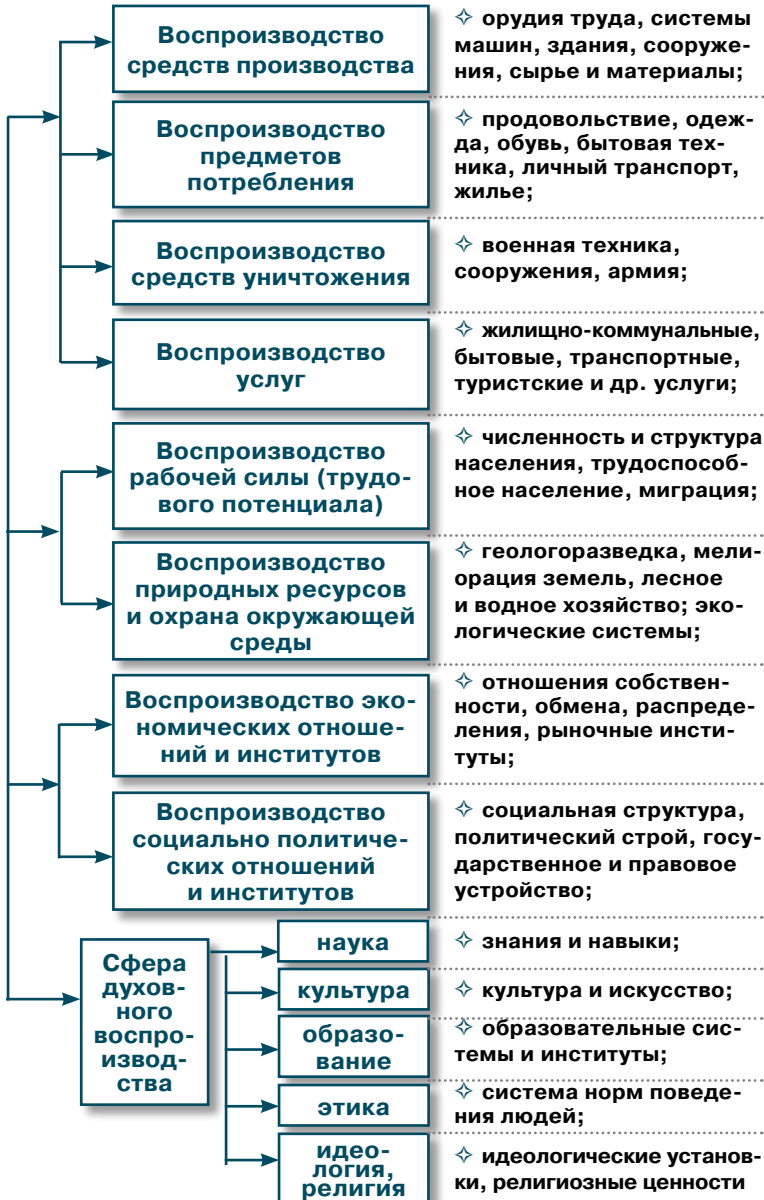 Воспроизводство
средств производства
✧ орудия труда, системы
машин, здания, сооруже-
ния, сырье и материалы;
Воспроизводство
предметов
потребления
✧ продовольствие, одеж-
да, обувь, бытовая тех-
ника, личный транспорт,
жилье;
Воспроизводство
средств уничтожения
✧ военная техника,
сооружения, армия;
Воспроизводство
услуг
✧ жилищно-коммунальные,
бытовые, транспортные,
туристские и др. услуги;
Воспроизводство
рабочей силы (трудо-
вого потенциала)
✧ численность и структура
населения, трудоспособ-
ное население, миграция;
Воспроизводство
природных ресурсов
и охрана окружающей
среды
✧ геологоразведка, мели-
орация земель, лесное
и водное хозяйство; эко-
логические системы;
Воспроизводство эко-
номических отноше-
ний и институтов
✧ отношения собствен-
ности, обмена, распреде-
ления, рыночные инсти-
туты;
Воспроизводство
социально политиче-
ских отношений
и институтов
✧ социальная структура,
политический строй, госу-
дарственное и правовое
устройство;
Сфера
духов-
ного
воспро-
извод-
ства
наука
✧ знания и навыки;
культура
✧ культура и искусство;
образо-
вание
✧ образовательные сис-
темы и институты;
этика
✧ система норм поведе-
ния людей;
идео-
логия,
религия
✧ идеологические установ-
ки, религиозные ценности